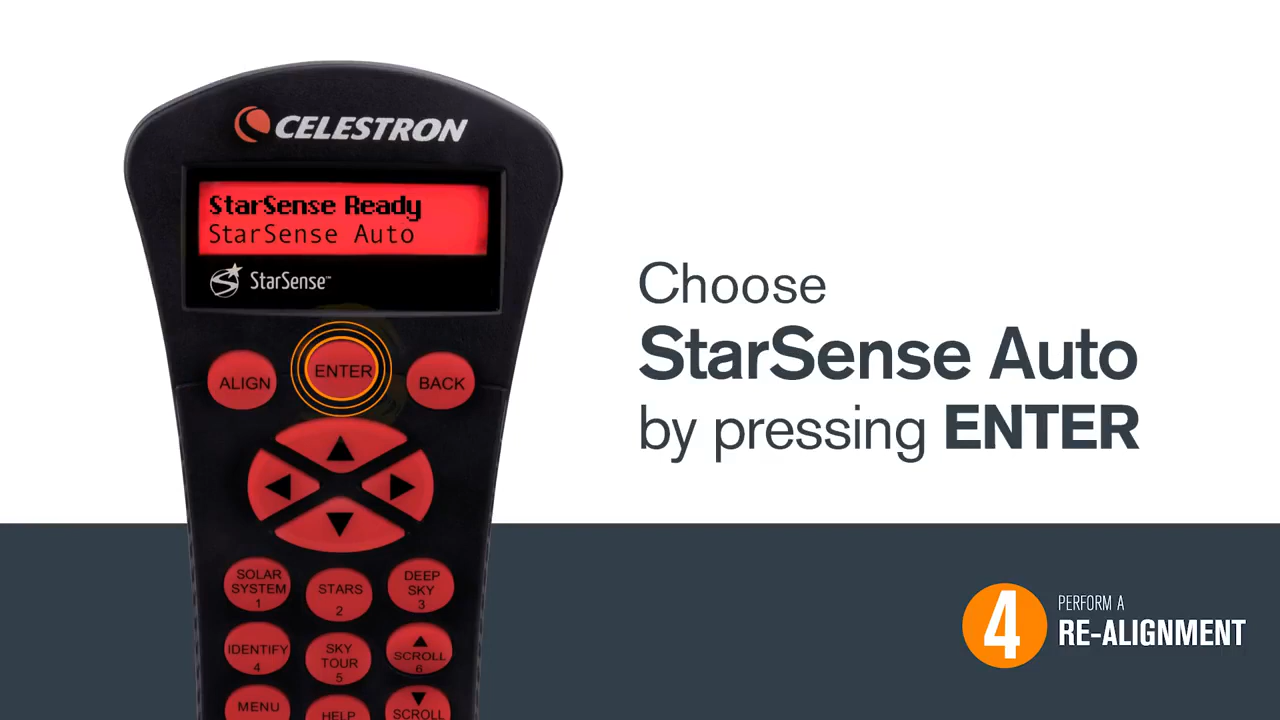 CELESTRON
StarSense Ready
StarSense Auto
StarSense™
ALIGN
ENTER
BACK
SOLAR
SYSTEM
1
STARS
2
DEEP
SKY
3
IDENTIFY
4
SKY
TOUR
5
SCROLL
6
MENU
HELP
SCROLL
Choose
StarSense Auto
by pressing ENTER
4
PERFORM A
RE-ALIGNMENT